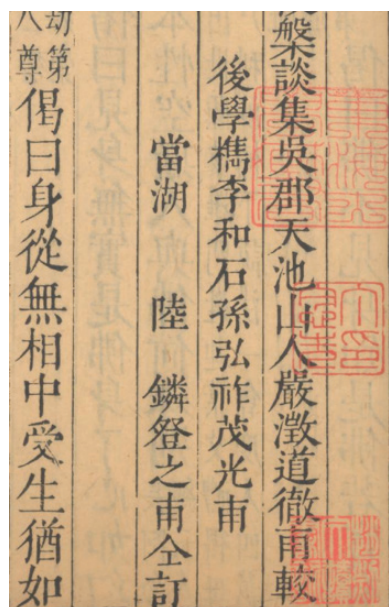 槃談集吳郡天池山人嚴澂道徹甫較
後學檇李和石孫弘祚茂光甫
當湖 陸 鏻登之甫仝訂
劫第
八尊
偈曰身從無相中受生猶如